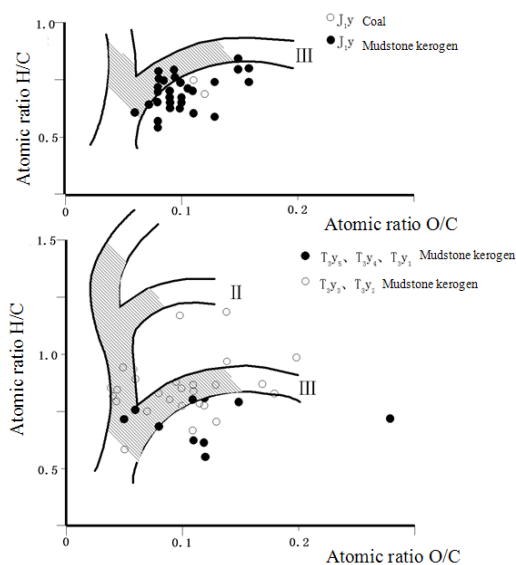 1.0
0.5
0
0.1
0.2
Atomic ratio H/C
Atomic ratio O/C
III
○ J₁y Coal
● J₁y Mudstone kerogen
1.5
1.0
0.5
0
0.1
0.2
Atomic ratio H/C
Atomic ratio O/C
II
III
● T₃y₅、T₃y₄、T₃y₁ Mudstone kerogen
○ T₃y₃、T₃y₂ Mudstone kerogen